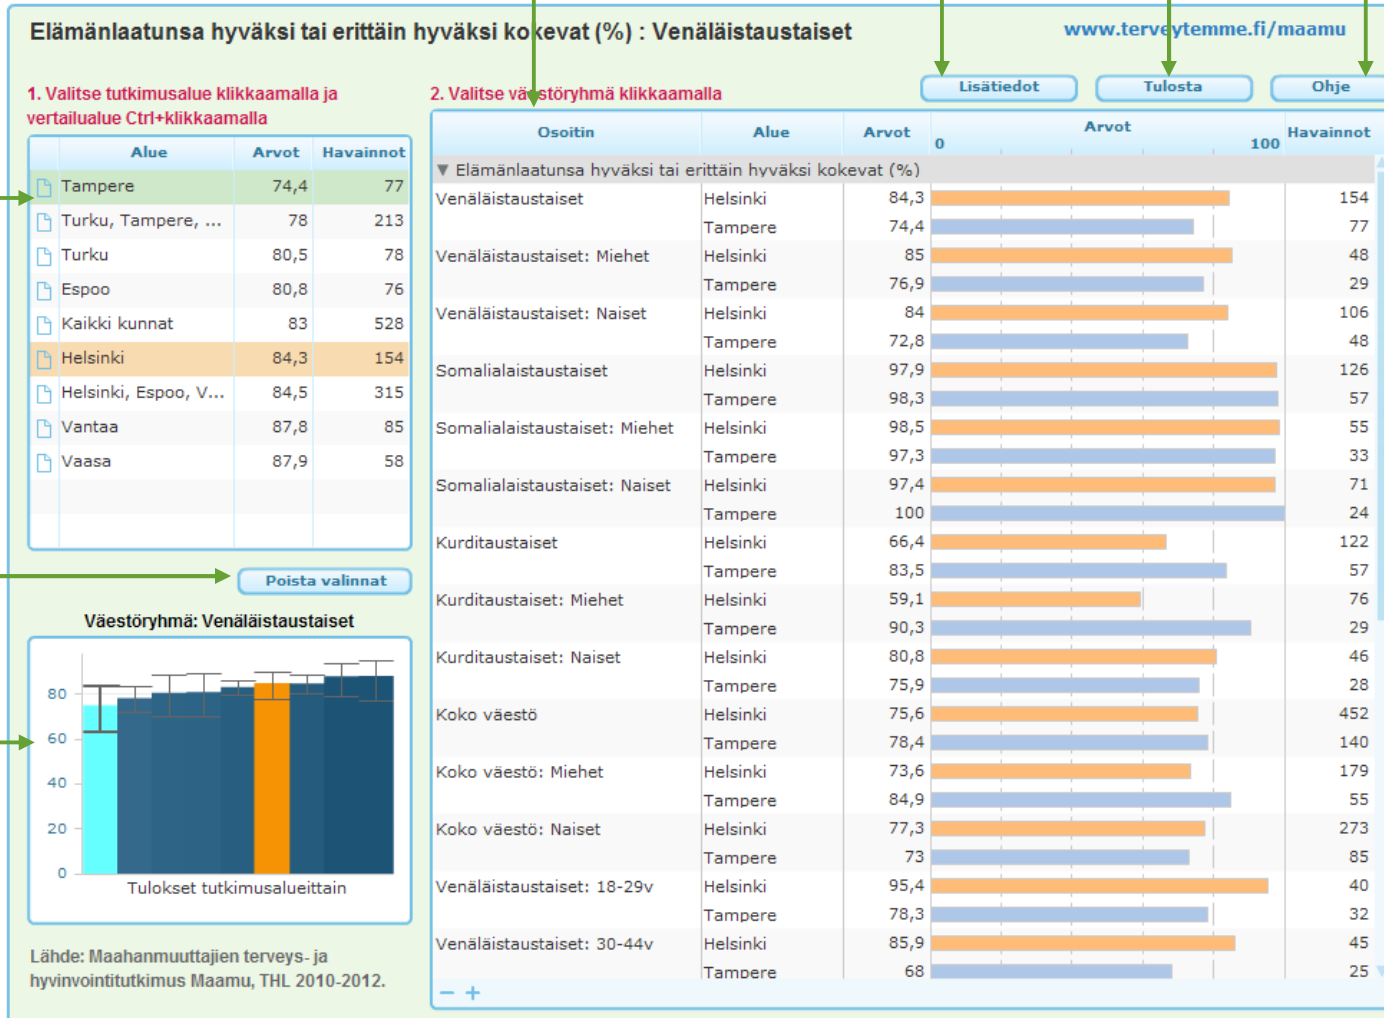 Elämänlaatunsa hyväksi tai erittäin hyväksi kokevat (%) : Venäläistaustaiset
www.terveytemme.fi/maamu
1. Valitse tutkimusalue klikkaamalla ja
vertailualue Ctrl+klikkaamalla
Alue Arvot Havainnot
Tampere 74,4 77
Turku, Tampere, ... 78 213
Turku 80,5 78
Espoo 80,8 76
Kaikki kunnat 83 528
Helsinki 84,3 154
Helsinki, Espoo, V... 84,5 315
Vantaa 87,8 85
Vaasa 87,9 58
Poista valinnat
Väestöryhmä: Venäläistaustaiset
80
60
40
20
0
Tulokset tutkimusalueittain
Lähde: Maahanmuuttajien terveys- ja
hyvinvointitutkimus Maamu, THL 2010-2012.
2. Valitse väestöryhmä klikkaamalla
Lisätiedot Tulosta Ohje
Osoitin Alue Arvot Arvot Havainnot
0 100
▼ Elämänlaatunsa hyväksi tai erittäin hyväksi kokevat (%)
Venäläistaustaiset Helsinki 84,3 154
Tampere 74,4 77
Venäläistaustaiset: Miehet Helsinki 85 48
Tampere 76,9 29
Venäläistaustaiset: Naiset Helsinki 84 106
Tampere 72,8 48
Somalialaistaustaiset Helsinki 97,9 126
Tampere 98,3 57
Somalialaistaustaiset: Miehet Helsinki 98,5 55
Tampere 97,3 33
Somalialaistaustaiset: Naiset Helsinki 97,4 71
Tampere 100 24
Kurditaustaiset Helsinki 66,4 122
Tampere 83,5 57
Kurditaustaiset: Miehet Helsinki 59,1 76
Tampere 90,3 29
Kurditaustaiset: Naiset Helsinki 80,8 46
Tampere 75,9 28
Koko väestö Helsinki 75,6 452
Tampere 78,4 140
Koko väestö: Miehet Helsinki 73,6 179
Tampere 84,9 55
Koko väestö: Naiset Helsinki 77,3 273
Tampere 73 85
Venäläistaustaiset: 18-29v Helsinki 95,4 40
Tampere 78,3 32
Venäläistaustaiset: 30-44v Helsinki 85,9 45
Tampere 68 25
− +